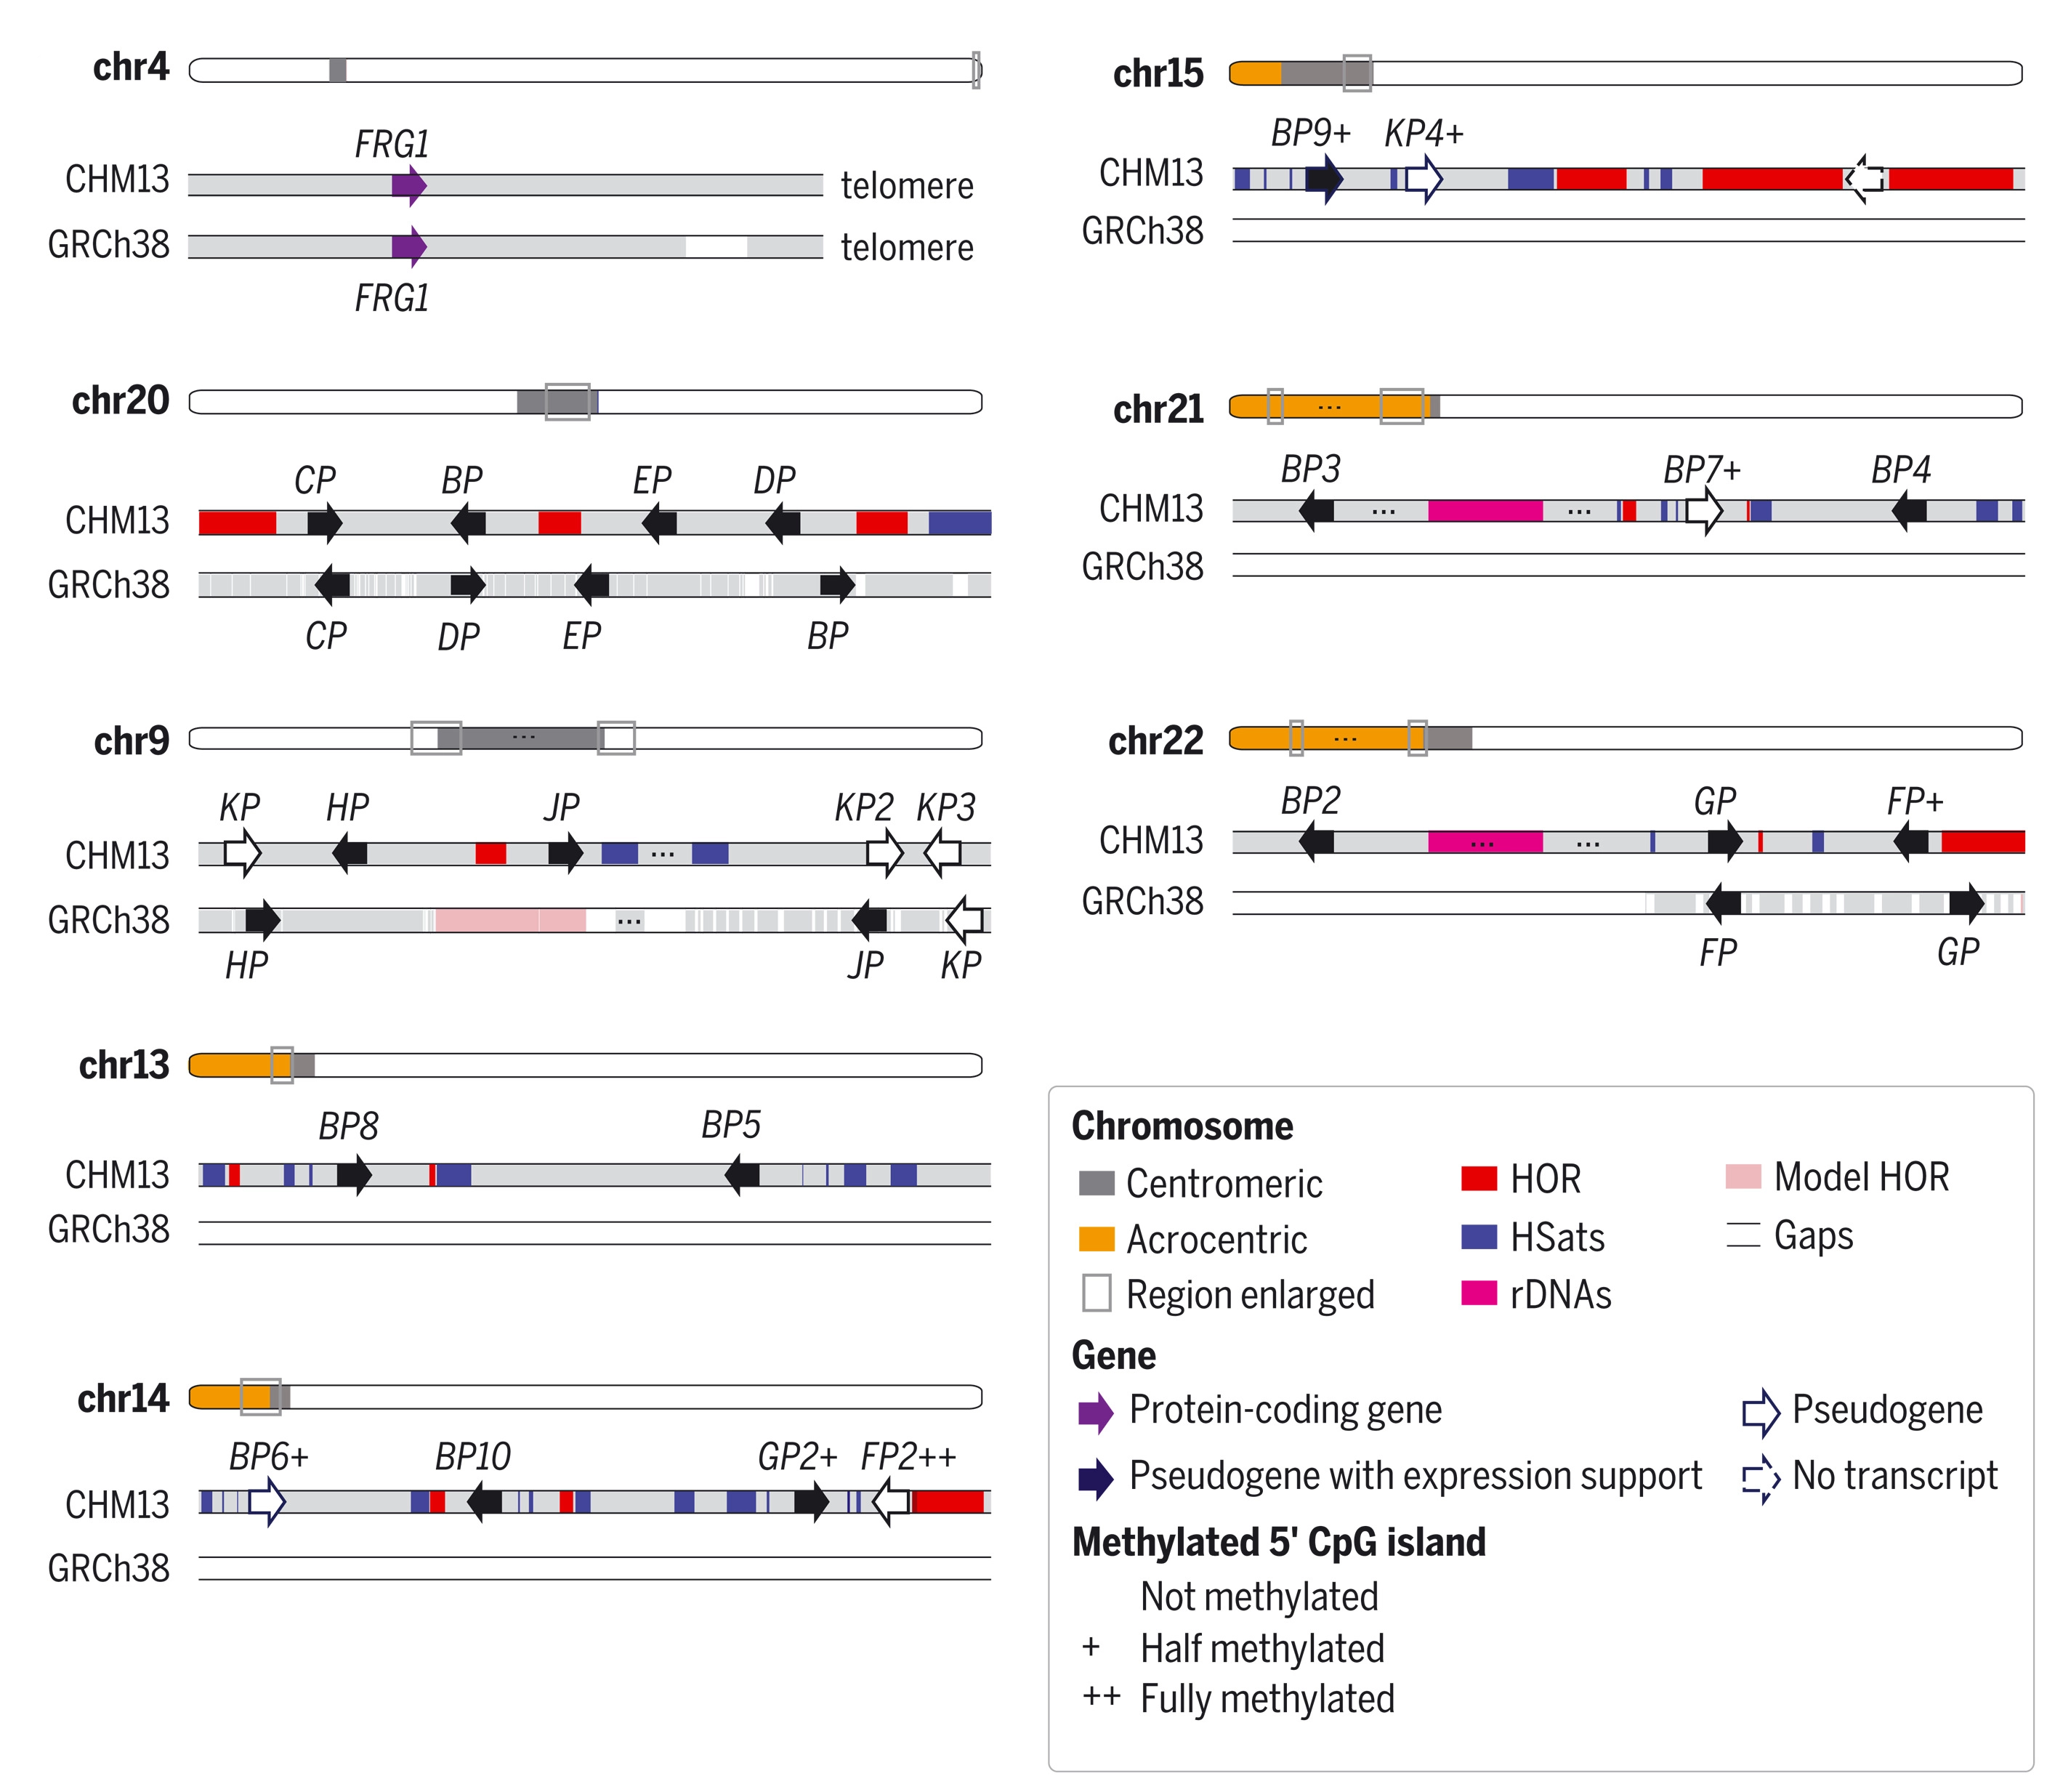 chr4
FRG1
CHM13 telomere
GRCh38 telomere
FRG1
chr20
CP BP EP DP
CHM13
GRCh38
CP DP EP BP
chr9
...
KP HP JP KP2 KP3
CHM13 ...
GRCh38 ...
HP JP KP
chr13
BP8 BP5
CHM13
GRCh38
chr14
BP6+ BP10 GP2+ FP2++
CHM13
GRCh38
chr15
BP9+ KP4+
CHM13
GRCh38
chr21
...
BP3 BP7+ BP4
CHM13 ... ...
GRCh38
chr22
...
BP2 GP FP+
CHM13 ... ...
GRCh38
FP GP
Chromosome
Centromeric HOR Model HOR
Acrocentric HSats Gaps
Region enlarged rDNAs
Gene
Protein-coding gene Pseudogene
Pseudogene with expression support No transcript
Methylated 5' CpG island
Not methylated
+ Half methylated
++ Fully methylated